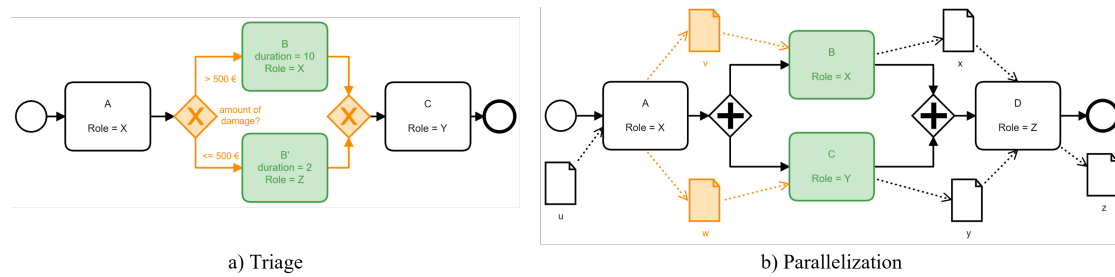 B
duration = 10
Role = X
> 500 €
A
Role = X
X
amount of
damage?
X
C
Role = Y
<= 500 €
B'
duration = 2
Role = Z
a) Triage
v
B
Role = X
x
A
Role = X
D
Role = Z
u
C
Role = Y
w
y
z
b) Parallelization